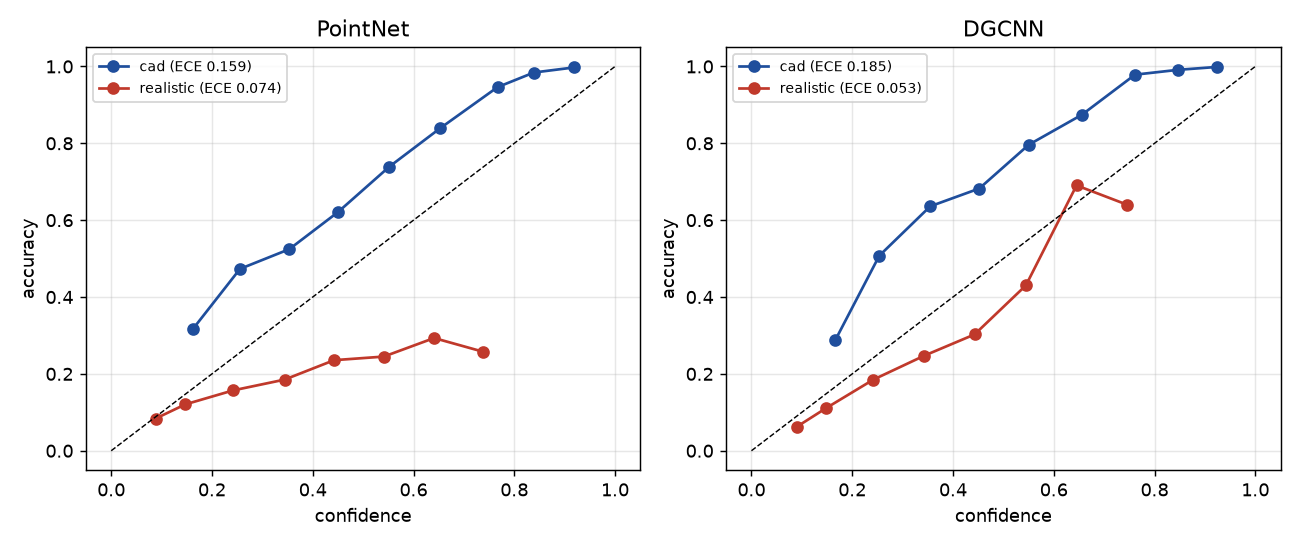 PointNet
cad (ECE 0.159)
realistic (ECE 0.074)
accuracy
1.0
0.8
0.6
0.4
0.2
0.0
0.0 0.2 0.4 0.6 0.8 1.0
confidence
DGCNN
cad (ECE 0.185)
realistic (ECE 0.053)
accuracy
1.0
0.8
0.6
0.4
0.2
0.0
0.0 0.2 0.4 0.6 0.8 1.0
confidence